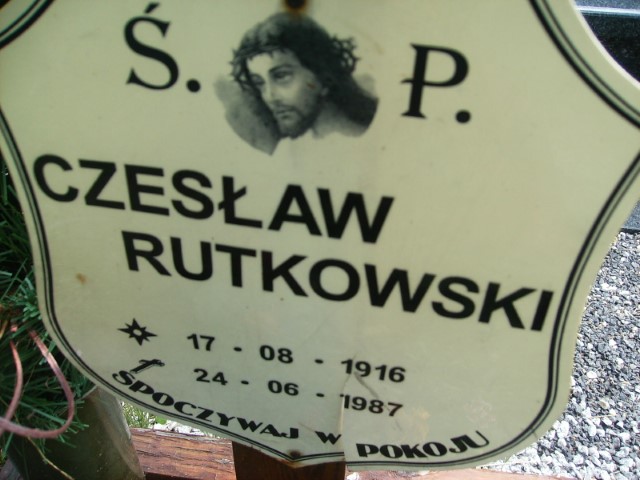 Ś. P.
CZESŁAW
RUTKOWSKI
17 - 08 - 1916
24 - 06 - 1987
SPOCZYWAJ W POKOJU